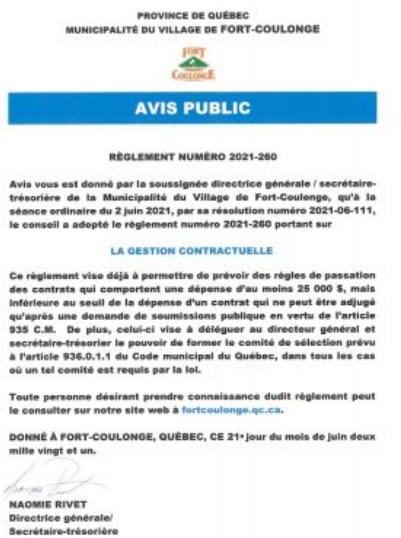 PROVINCE DE QUÉBEC
MUNICIPALITÉ DU VILLAGE DE FORT-COULONGE
FORT
COULONGE
AVIS PUBLIC
RÈGLEMENT NUMÉRO 2021-260
Avis vous est donné par la soussignée directrice générale / secrétaire-
trésorière de la Municipalité du Village de Fort-Coulonge, qu'à la
séance ordinaire du 2 juin 2021, par sa résolution numéro 2021-06-111,
le conseil a adopté le règlement numéro 2021-260 portant sur
LA GESTION CONTRACTUELLE
Ce règlement vise déjà à permettre de prévoir des règles de passation
des contrats qui comportent une dépense d'au moins 25 000 $, mais
inférieure au seuil de la dépense d'un contrat qui ne peut être adjugé
qu'après une demande de soumissions publique en vertu de l'article
935 C.M. De plus, celui-ci vise à déléguer au directeur général et
secrétaire-trésorier le pouvoir de former le comité de sélection prévu
à l'article 936.0.1.1 du Code municipal du Québec, dans tous les cas
où un tel comité est requis par la loi.
Toute personne désirant prendre connaissance dudit règlement peut
le consulter sur notre site web à fortcoulonge.qc.ca.
DONNÉ À FORT-COULONGE, QUÉBEC, CE 21e jour du mois de juin deux
mille vingt et un.
NAOMIE RIVET
Directrice générale/
Secrétaire-trésorière